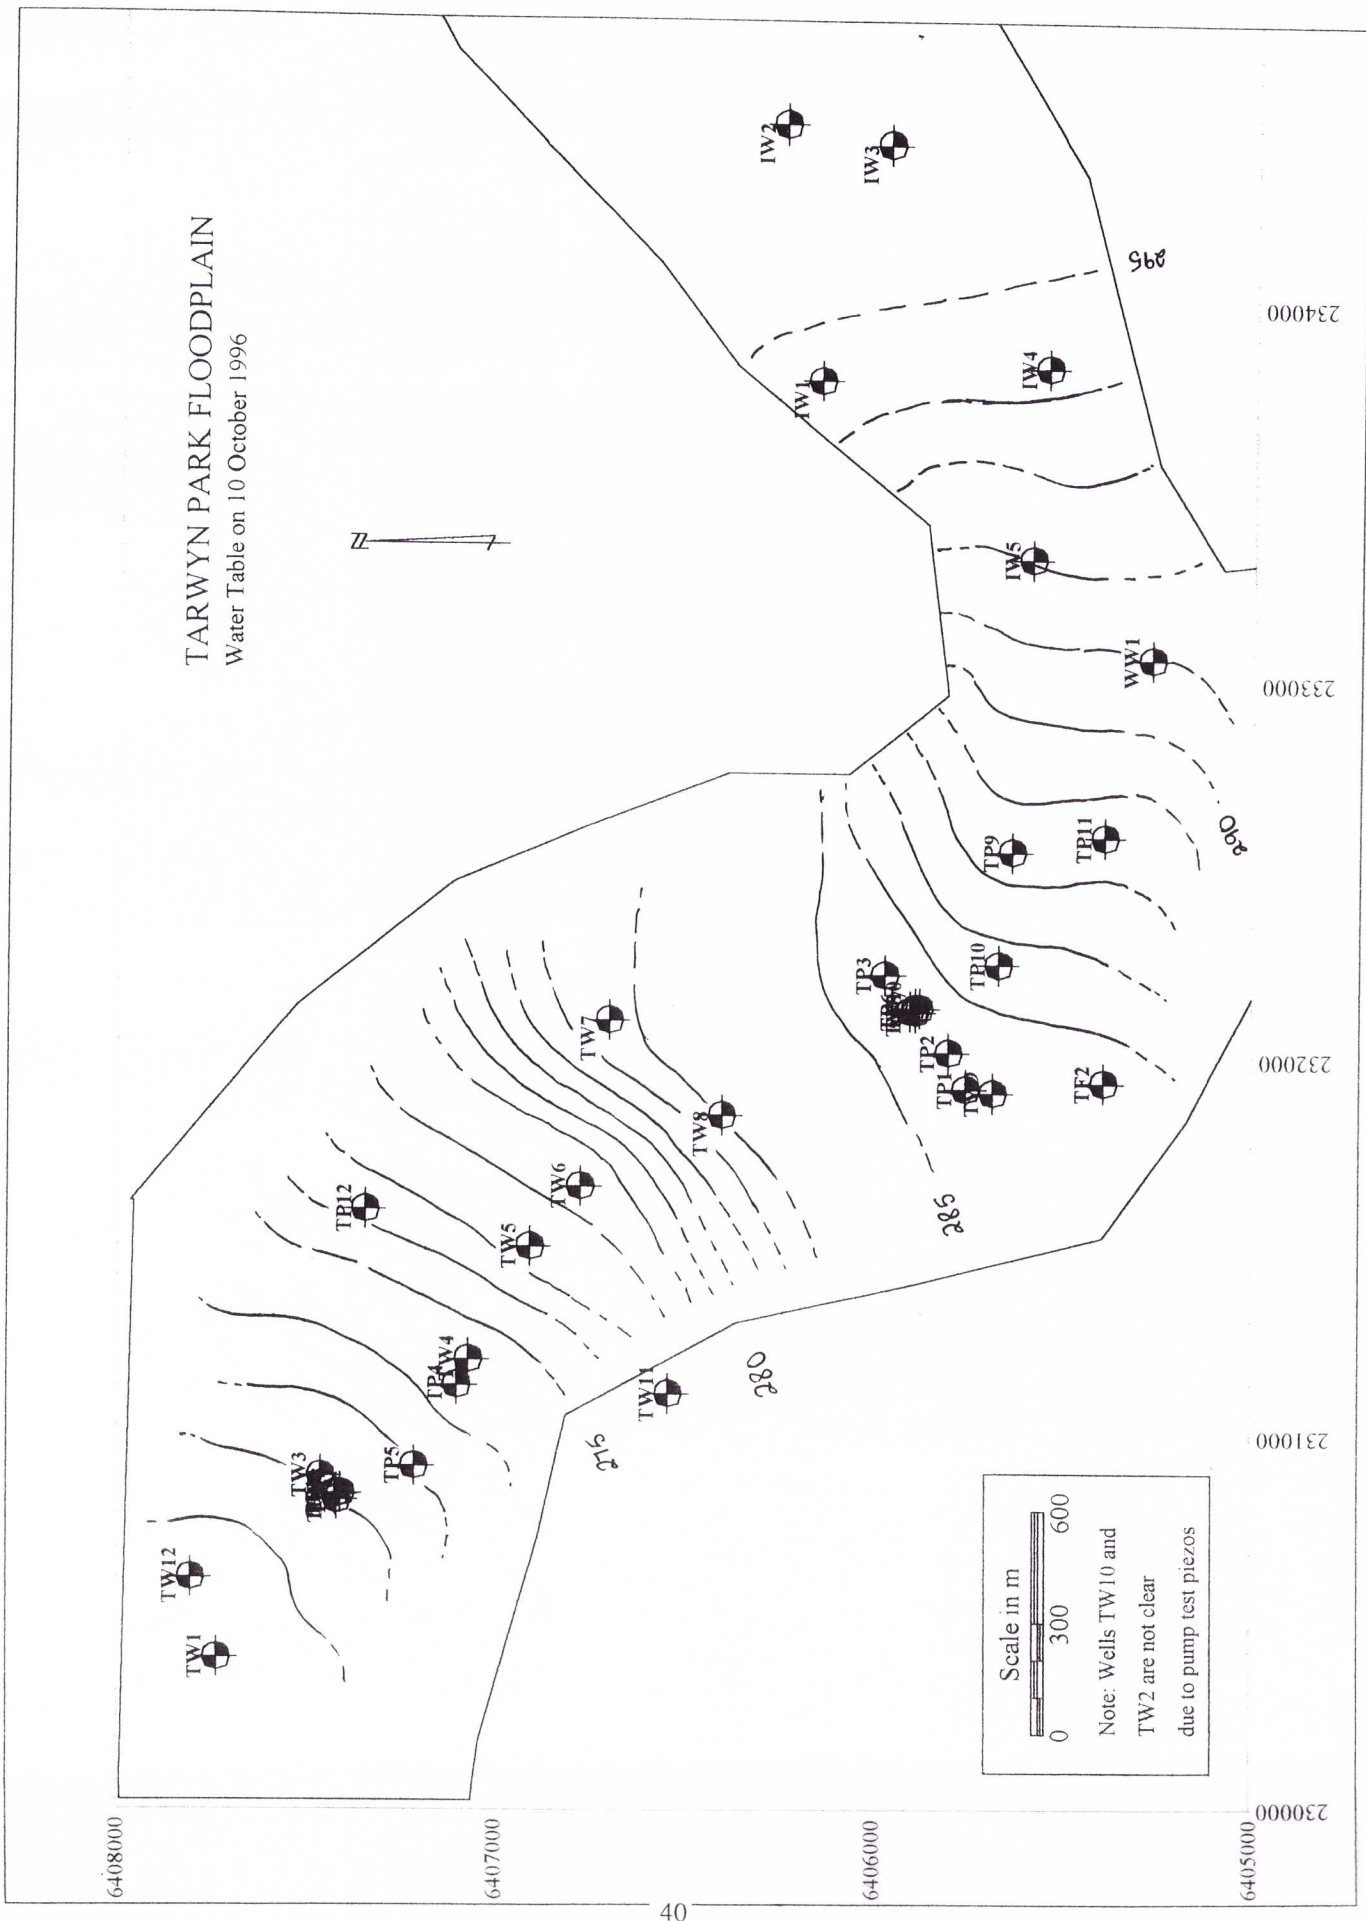 TARWYN PARK FLOODPLAIN
Water Table on 10 October 1996
N
IW2
IW3
295
IW1
IW4
IW5
WW1
290
TP9
TP11
TP3
TP10
TP2
TP1
TF2
285
TW7
TW8
TW6
TP12
TW5
280
TW11
275
TP4
TW4
TP5
TW3
TW12
TW1
6408000
6407000
6406000
6405000
230000
231000
232000
233000
234000
Scale in m
0 300 600
Note: Wells TW10 and
TW2 are not clear
due to pump test piezos
40